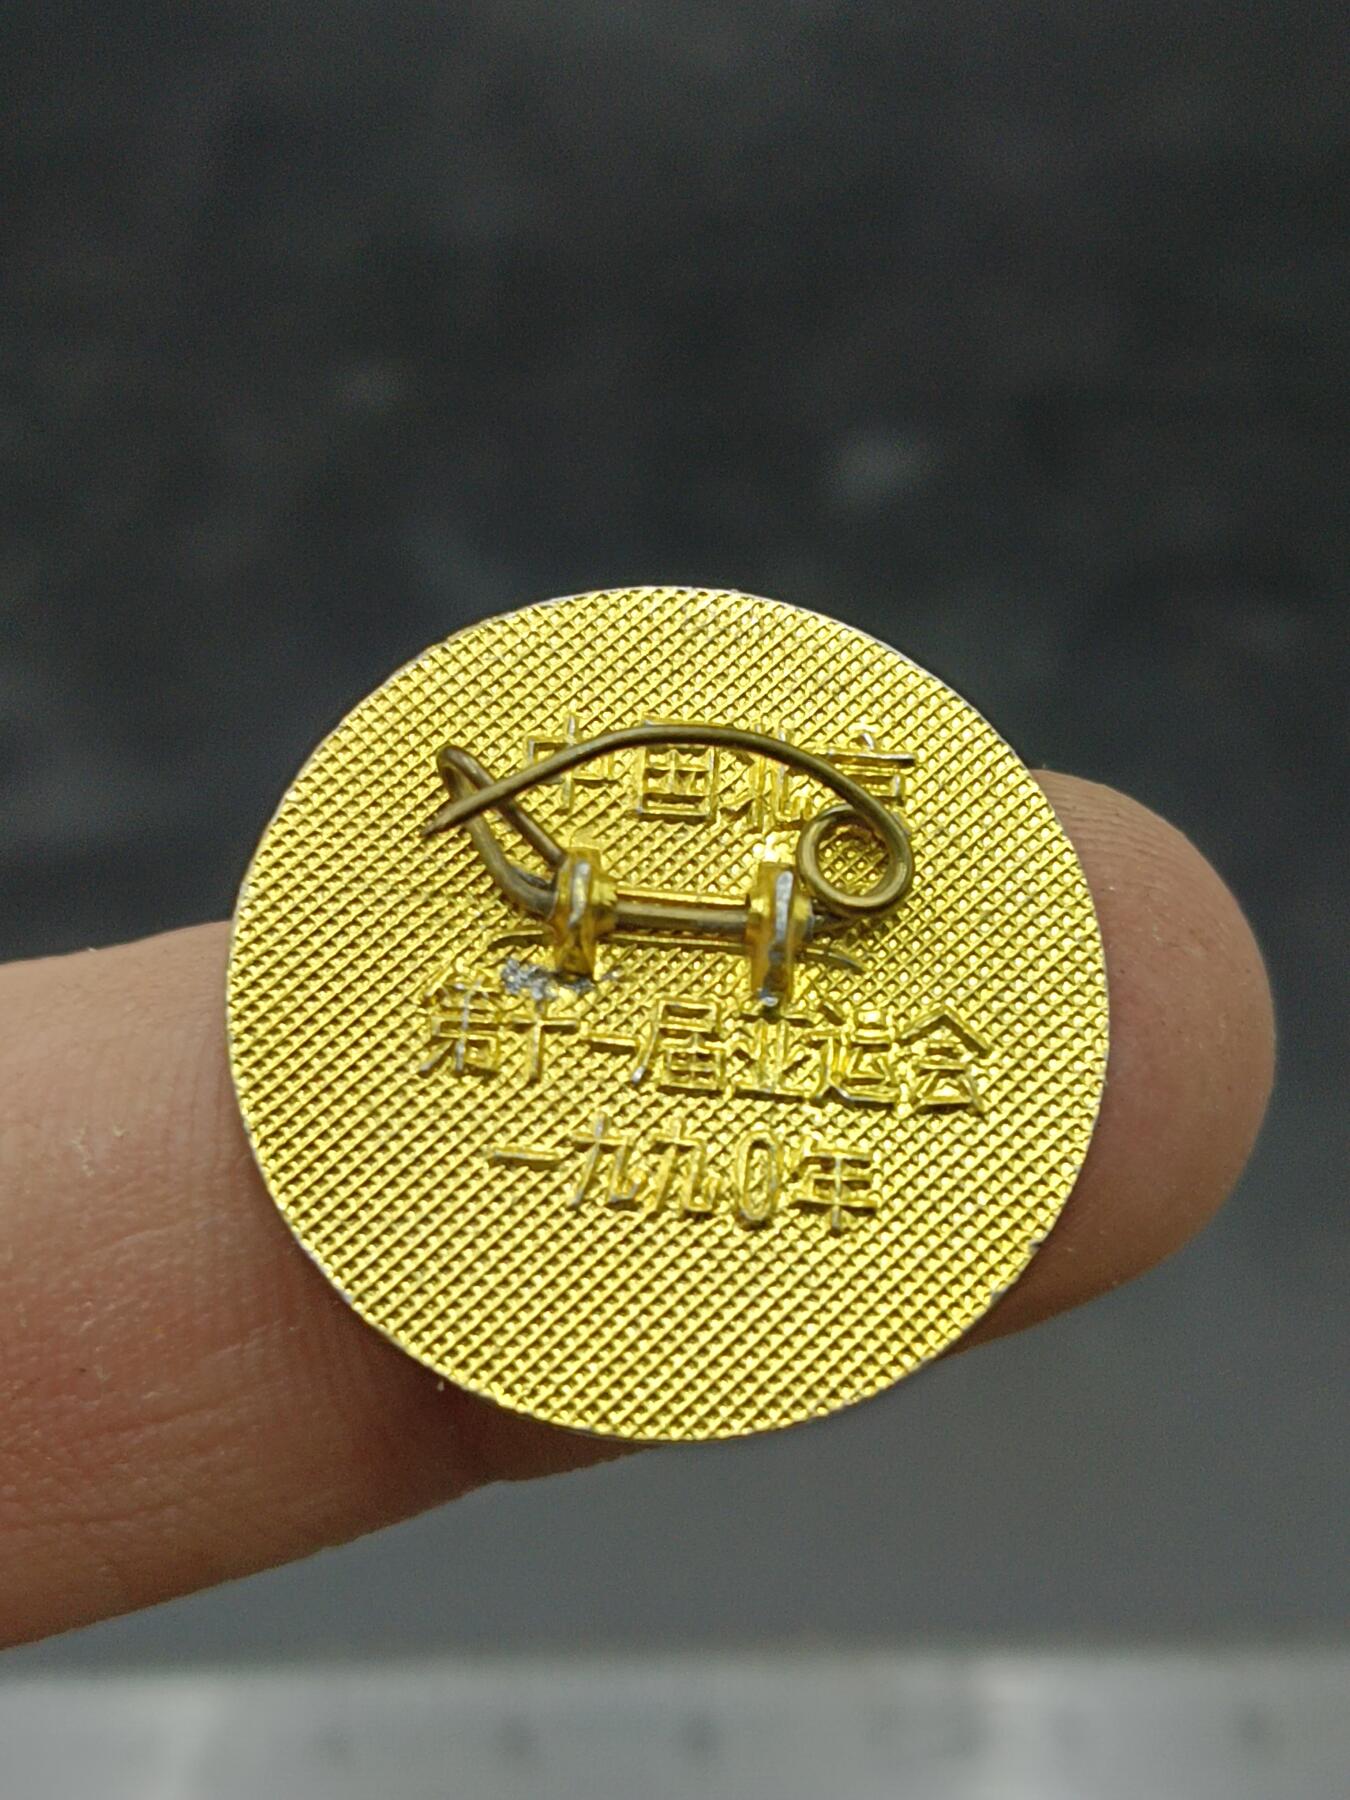 中国北京
第十一届亚运会
一九九0年